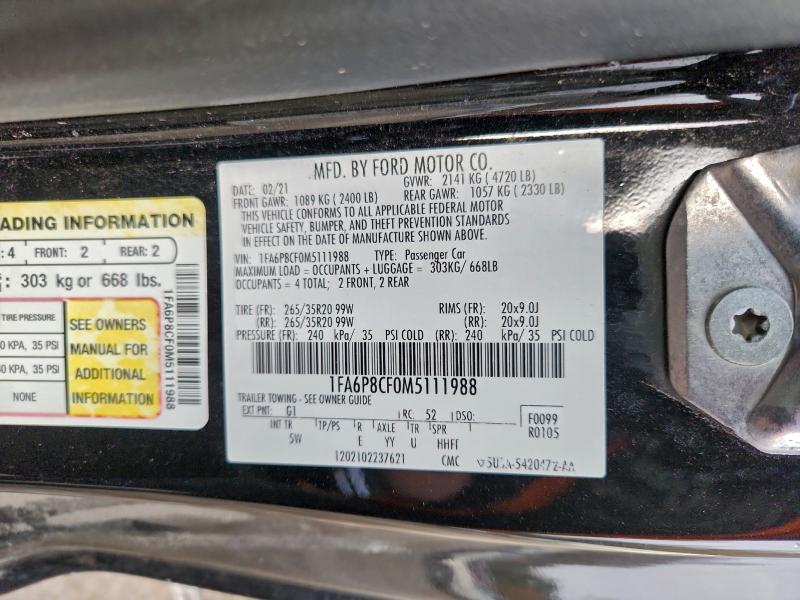 MFD. BY FORD MOTOR CO.
DATE: 02/21 GVWR: 2141 KG ( 4720 LB)
FRONT GAWR: 1089 KG ( 2400 LB) REAR GAWR: 1057 KG ( 2330 LB)
THIS VEHICLE CONFORMS TO ALL APPLICABLE FEDERAL MOTOR
VEHICLE SAFETY, BUMPER, AND THEFT PREVENTION STANDARDS
IN EFFECT ON THE DATE OF MANUFACTURE SHOWN ABOVE.
VIN: 1FA6P8CF0M5111988 TYPE: Passenger Car
MAXIMUM LOAD = OCCUPANTS + LUGGAGE = 303KG/ 668LB
OCCUPANTS = 4 TOTAL; 2 FRONT, 2 REAR
TIRE (FR): 265/35R20 99W RIMS (FR): 20x9.0J
(RR): 265/35R20 99W (RR): 20x9.0J
PRESSURE (FR): 240 kPa/ 35 PSI COLD (RR): 240 kPa/ 35 PSI COLD
1FA6P8CF0M5111988
TRAILER TOWING - SEE OWNER GUIDE
EXT PNT: G1 RC: 52 DSO: F0099
INT TR TP/PS R AXLE TR SPR R0105
5W E YY U HHFT
1202102237621 CMC
ADING INFORMATION
: 4 FRONT: 2 REAR: 2
: 303 kg or 668 lbs.
TIRE PRESSURE SEE OWNERS
0 KPA, 35 PSI MANUAL FOR
0 KPA, 35 PSI ADDITIONAL
NONE INFORMATION
1FA6P8CF0M5111988